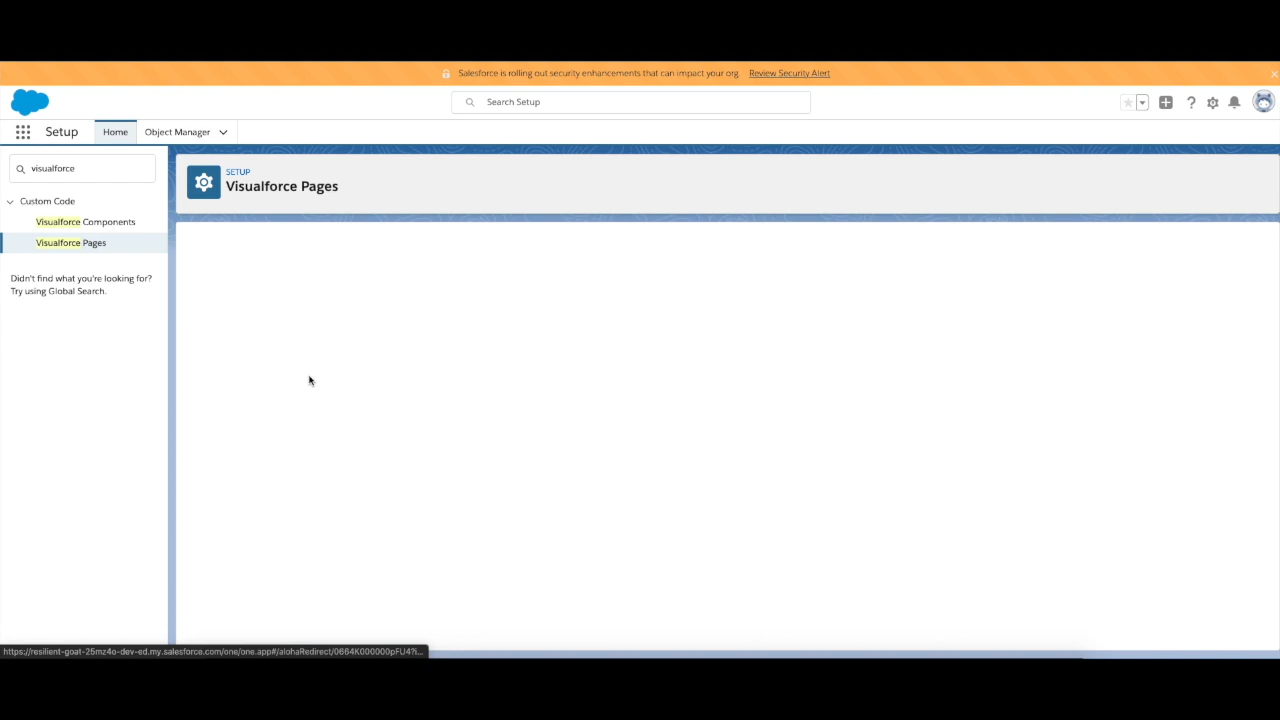 Salesforce is rolling out security enhancements that can impact your org. Review Security Alert
Search Setup
Setup
Home
Object Manager
visualforce
Custom Code
Visualforce Components
Visualforce Pages
Didn't find what you're looking for?
Try using Global Search.
SETUP
Visualforce Pages
https://resilient-goat-25mz4o-dev-ed.my.salesforce.com/one/one.app#/alohaRedirect/0664K000000pFU4?i...